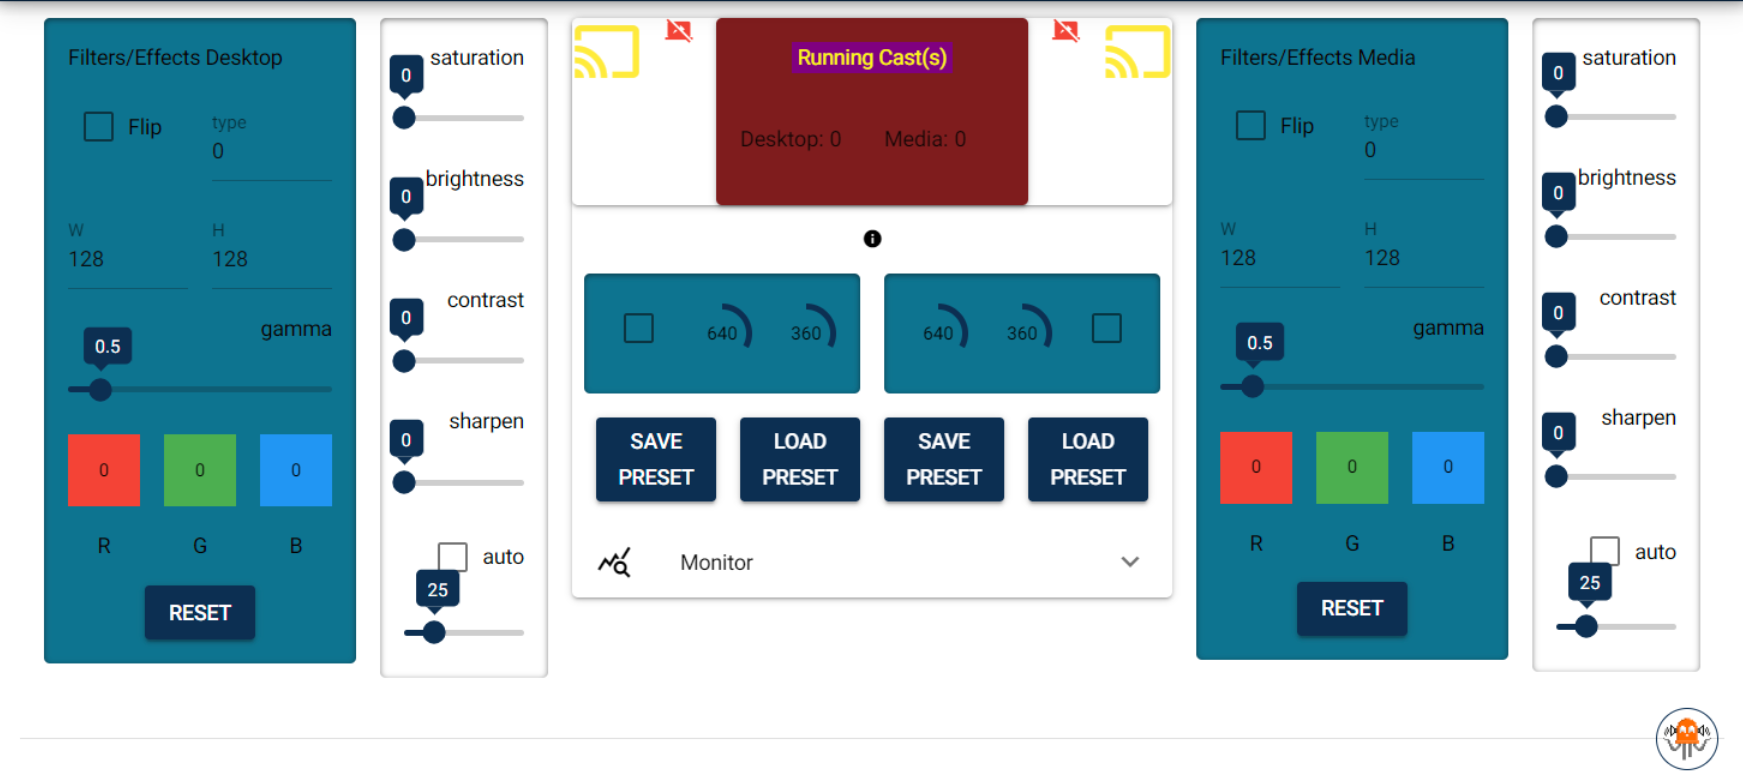 Filters/Effects Desktop
Flip
type
0
W
128
H
128
gamma
0.5
0
0
0
R
G
B
RESET
saturation
0
brightness
0
contrast
0
sharpen
0
auto
25
Running Cast(s)
Desktop: 0
Media: 0
640
360
640
360
SAVE
PRESET
LOAD
PRESET
SAVE
PRESET
LOAD
PRESET
Monitor
Filters/Effects Media
Flip
type
0
W
128
H
128
gamma
0.5
0
0
0
R
G
B
RESET
saturation
0
brightness
0
contrast
0
sharpen
0
auto
25